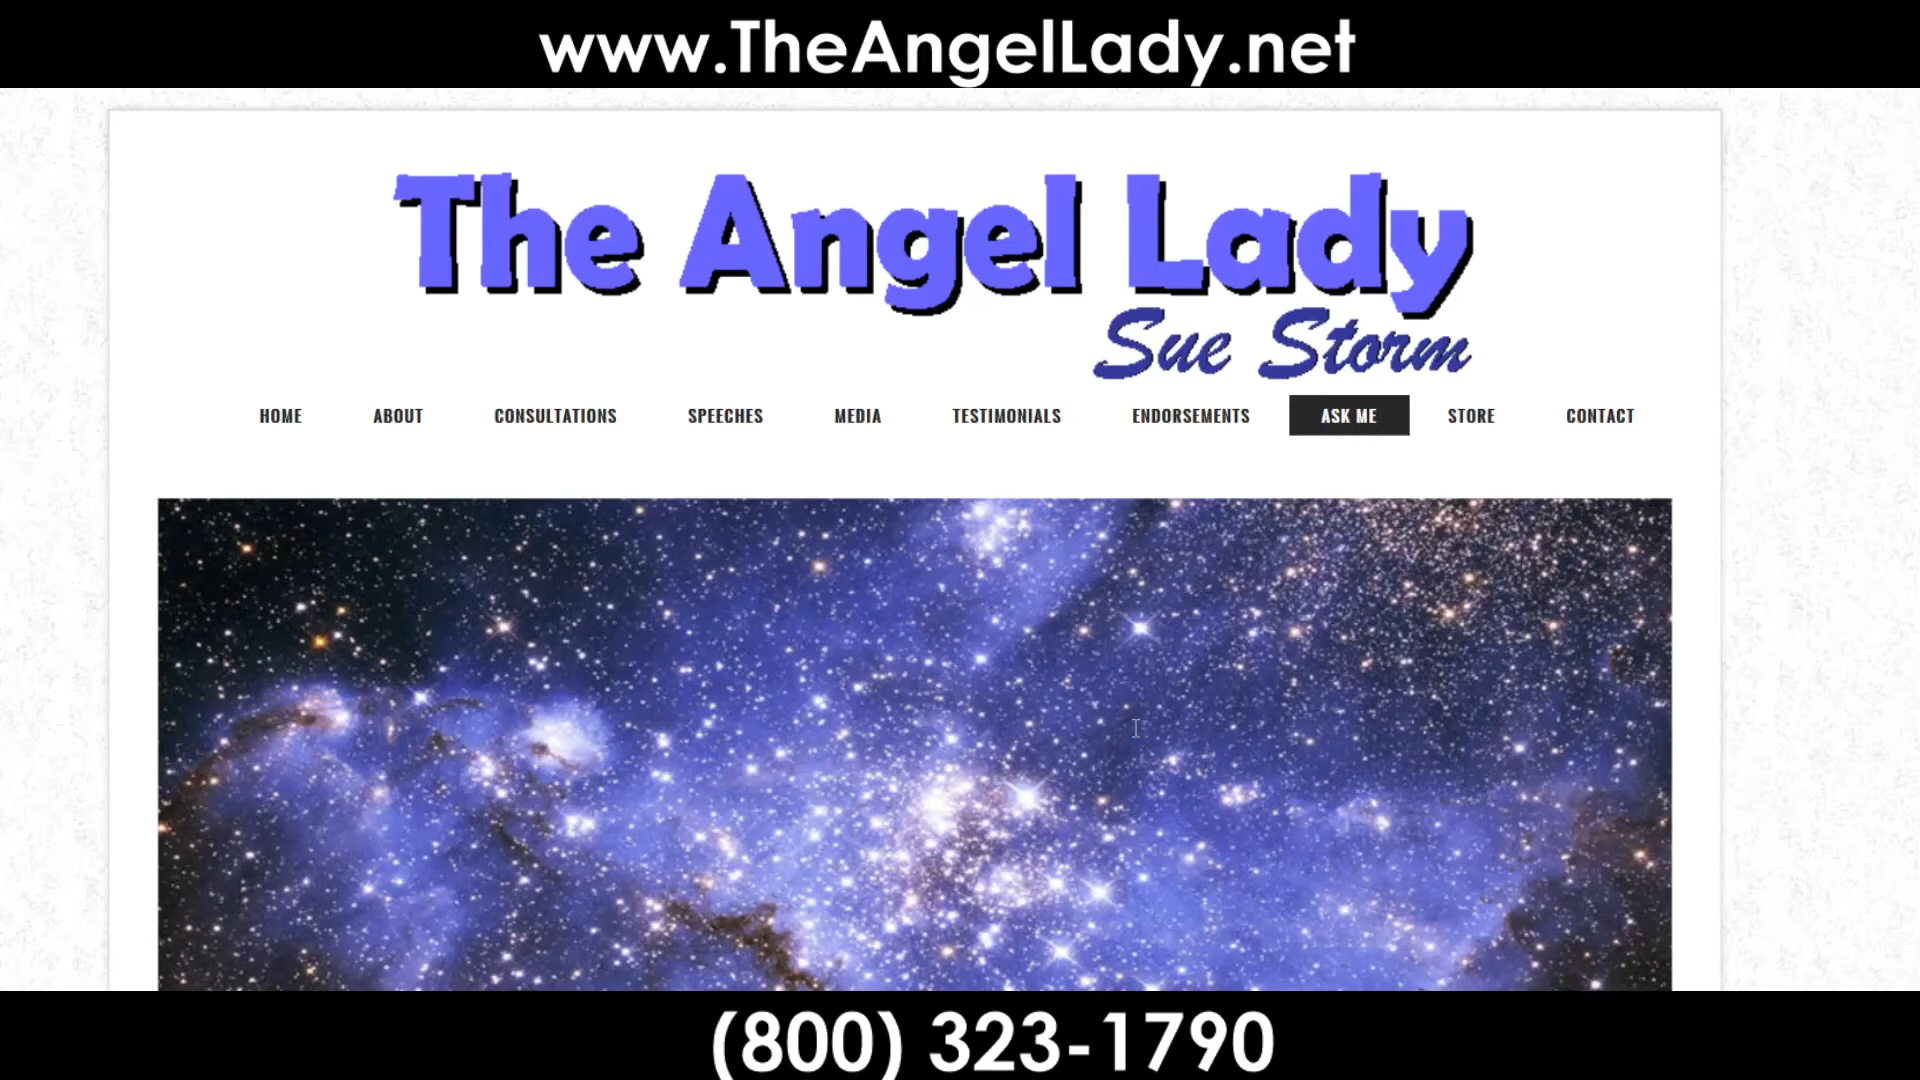 www.TheAngelLady.net
The Angel Lady
Sue Storm
HOME ABOUT CONSULTATIONS SPEECHES MEDIA TESTIMONIALS ENDORSEMENTS ASK ME STORE CONTACT
(800) 323-1790